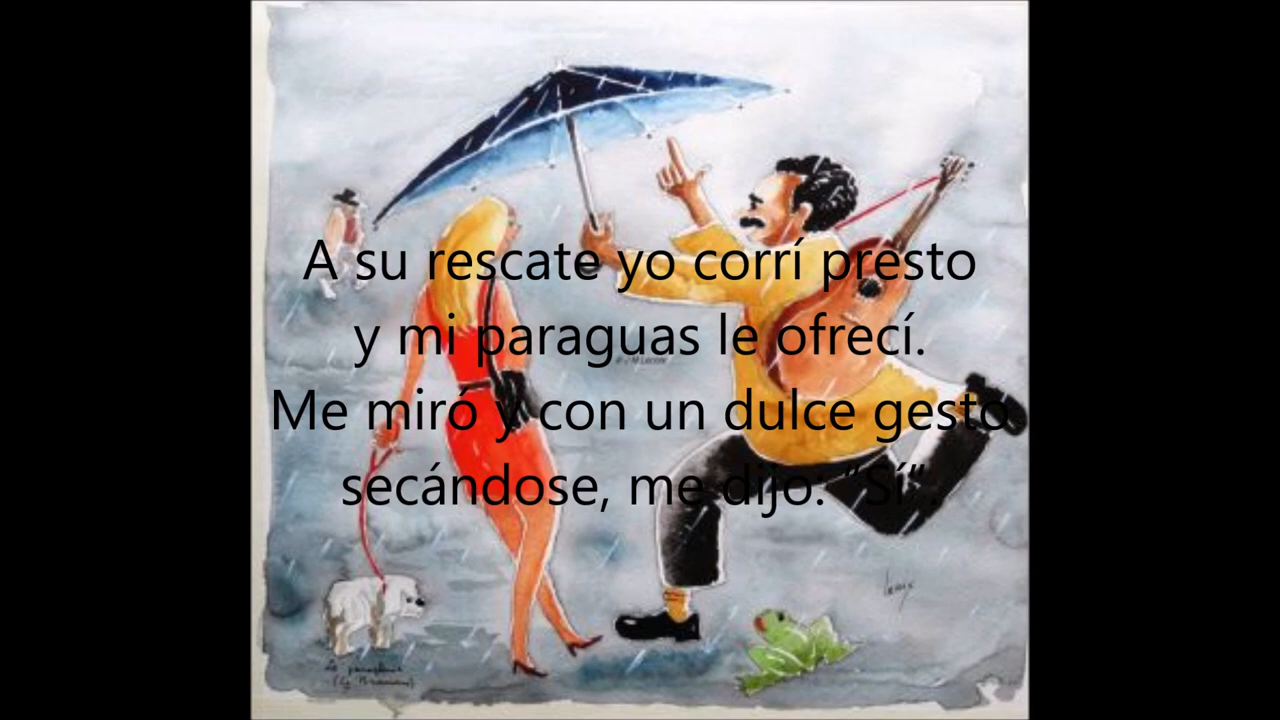 A su rescate yo corrí presto
y mi paraguas le ofrecí.
Me miró y con un dulce gesto
secándose, me dijo: “Sí”.